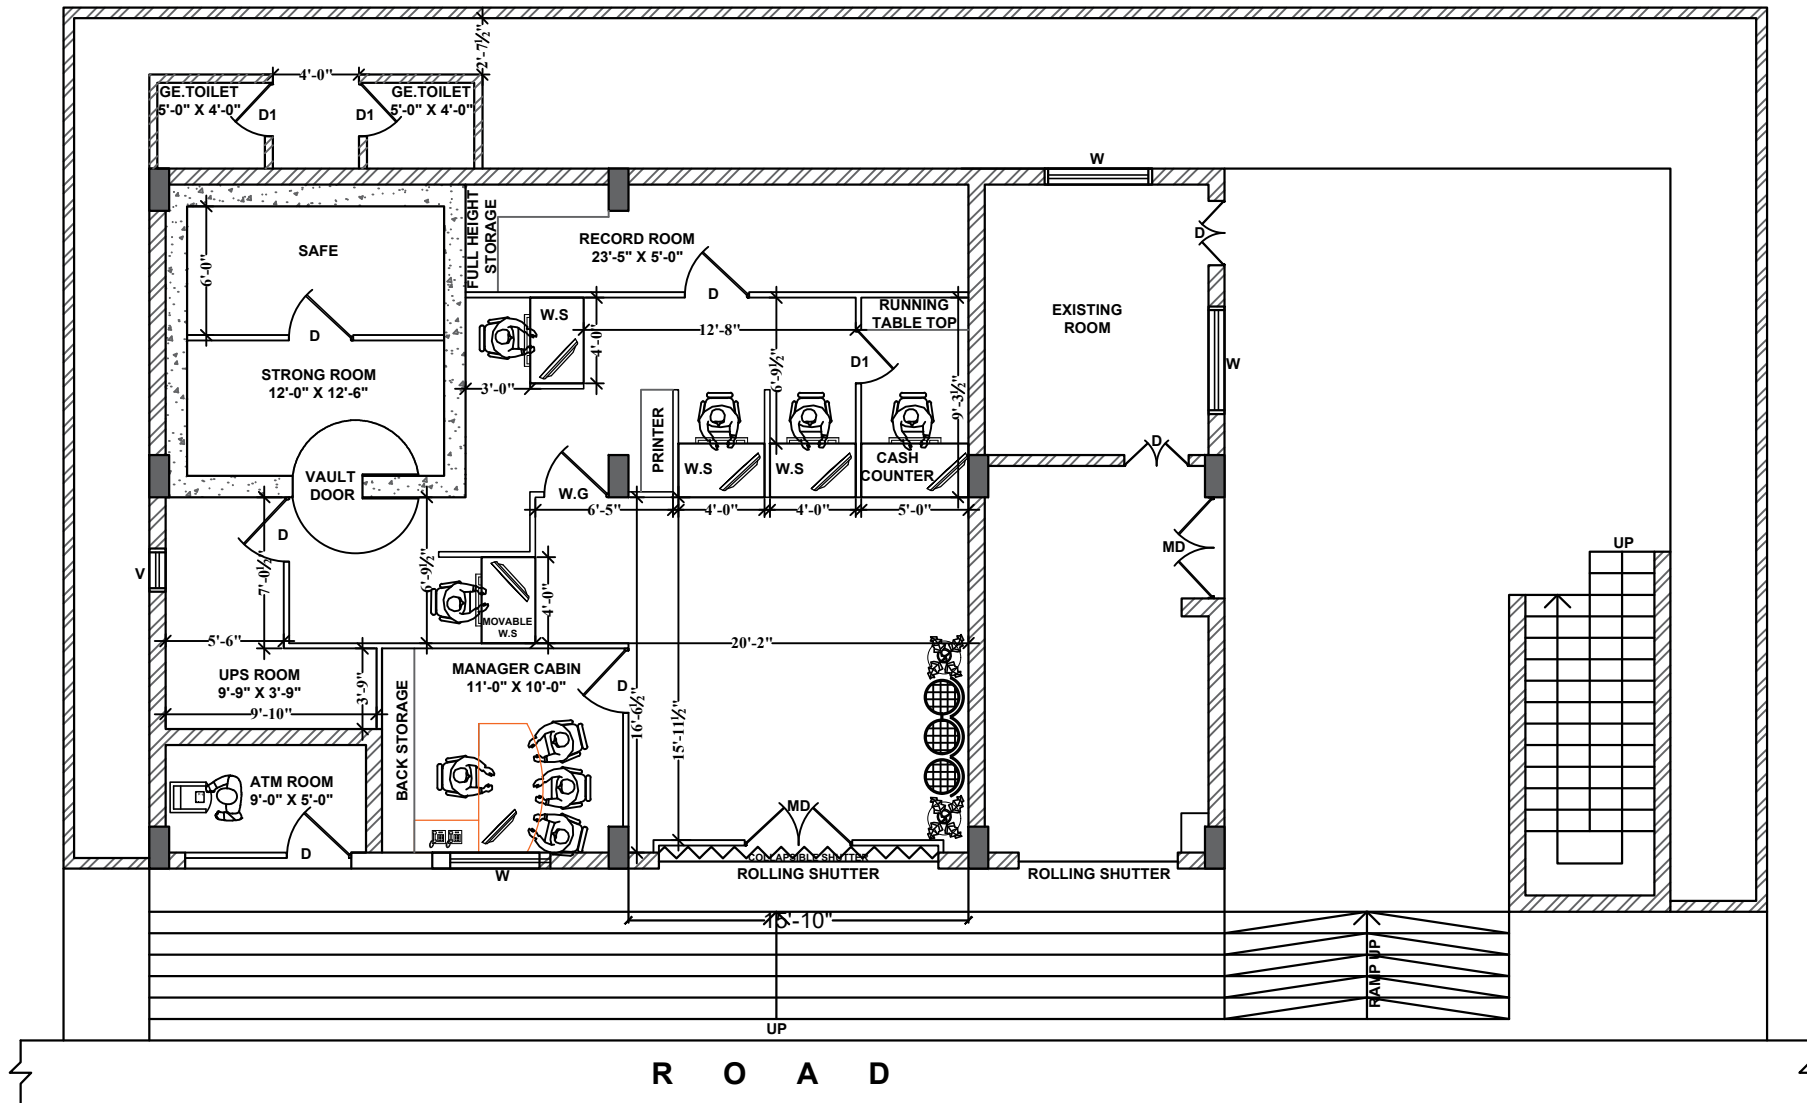 2'-7½"
4'-0"
GE.TOILET
5'-0" X 4'-0"
D1
D1
GE.TOILET
5'-0" X 4'-0"
W
FULL HEIGHT
STORAGE
RECORD ROOM
23'-5" X 5'-0"
D
SAFE
6'-0"
D
STRONG ROOM
12'-0" X 12'-6"
VAULT
DOOR
W.S
4'-0"
3'-0"
12'-8"
6'-9½"
RUNNING
TABLE TOP
D1
9'-3½"
D
EXISTING
ROOM
W
D
PRINTER
W.S
W.S
CASH
COUNTER
W.G
6'-5"
4'-0"
4'-0"
5'-0"
MD
UP
V
D
7'-0½"
6'-9½"
4'-0"
MOVABLE
W.S
5'-6"
20'-2"
UPS ROOM
9'-9" X 3'-9"
3'-9"
9'-10"
MANAGER CABIN
11'-0" X 10'-0"
D
16'-6½"
15'-11½"
BACK STORAGE
ATM ROOM
9'-0" X 5'-0"
D
W
MD
COLLAPSIBLE SHUTTER
ROLLING SHUTTER
ROLLING SHUTTER
15'-10"
RAMP UP
UP
R O A D